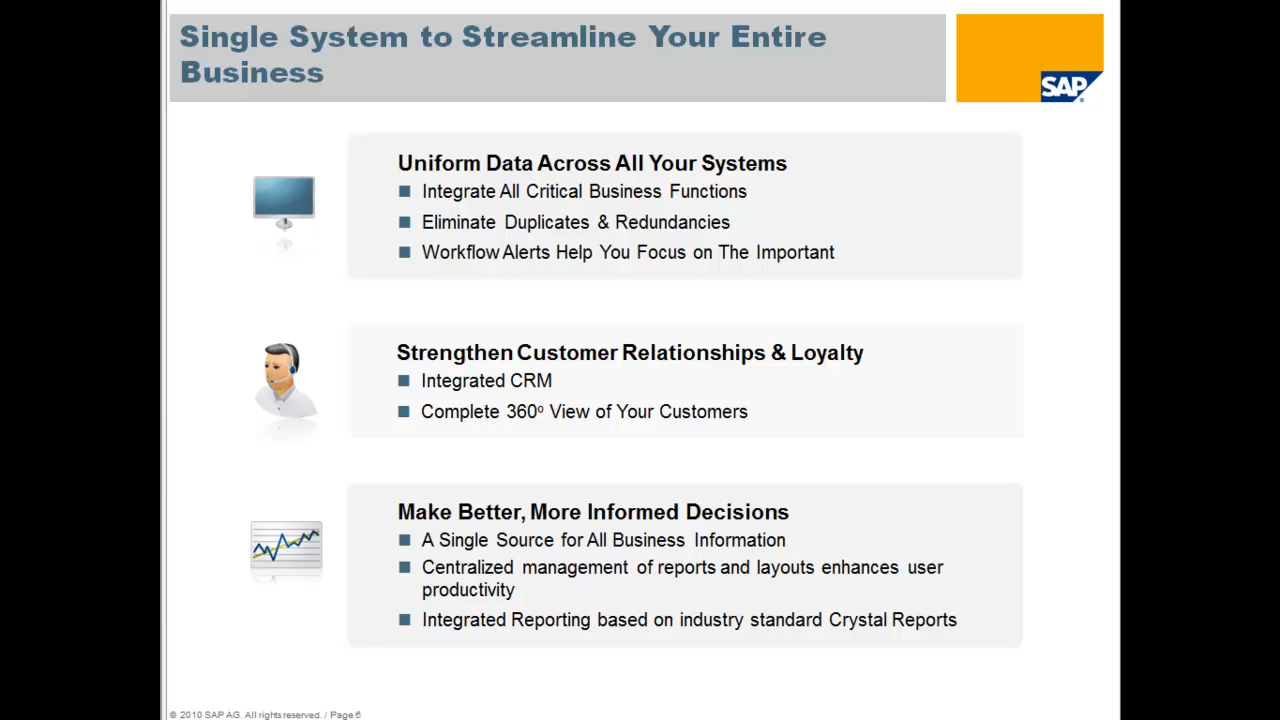 Single System to Streamline Your Entire
Business
SAP
Uniform Data Across All Your Systems
Integrate All Critical Business Functions
Eliminate Duplicates & Redundancies
Workflow Alerts Help You Focus on The Important
Strengthen Customer Relationships & Loyalty
Integrated CRM
Complete 360º View of Your Customers
Make Better, More Informed Decisions
A Single Source for All Business Information
Centralized management of reports and layouts enhances user
productivity
Integrated Reporting based on industry standard Crystal Reports
© 2010 SAP AG. All rights reserved. / Page 6